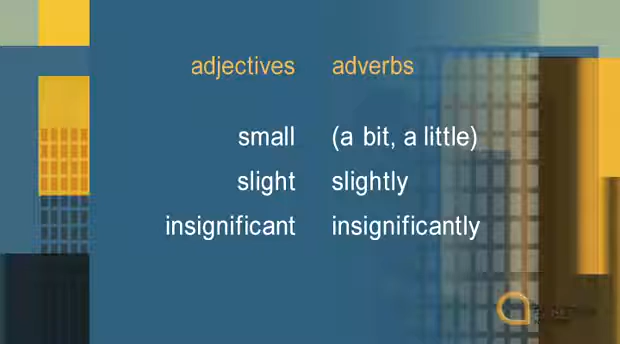 adjectives adverbs
small (a bit, a little)
slight slightly
insignificant insignificantly